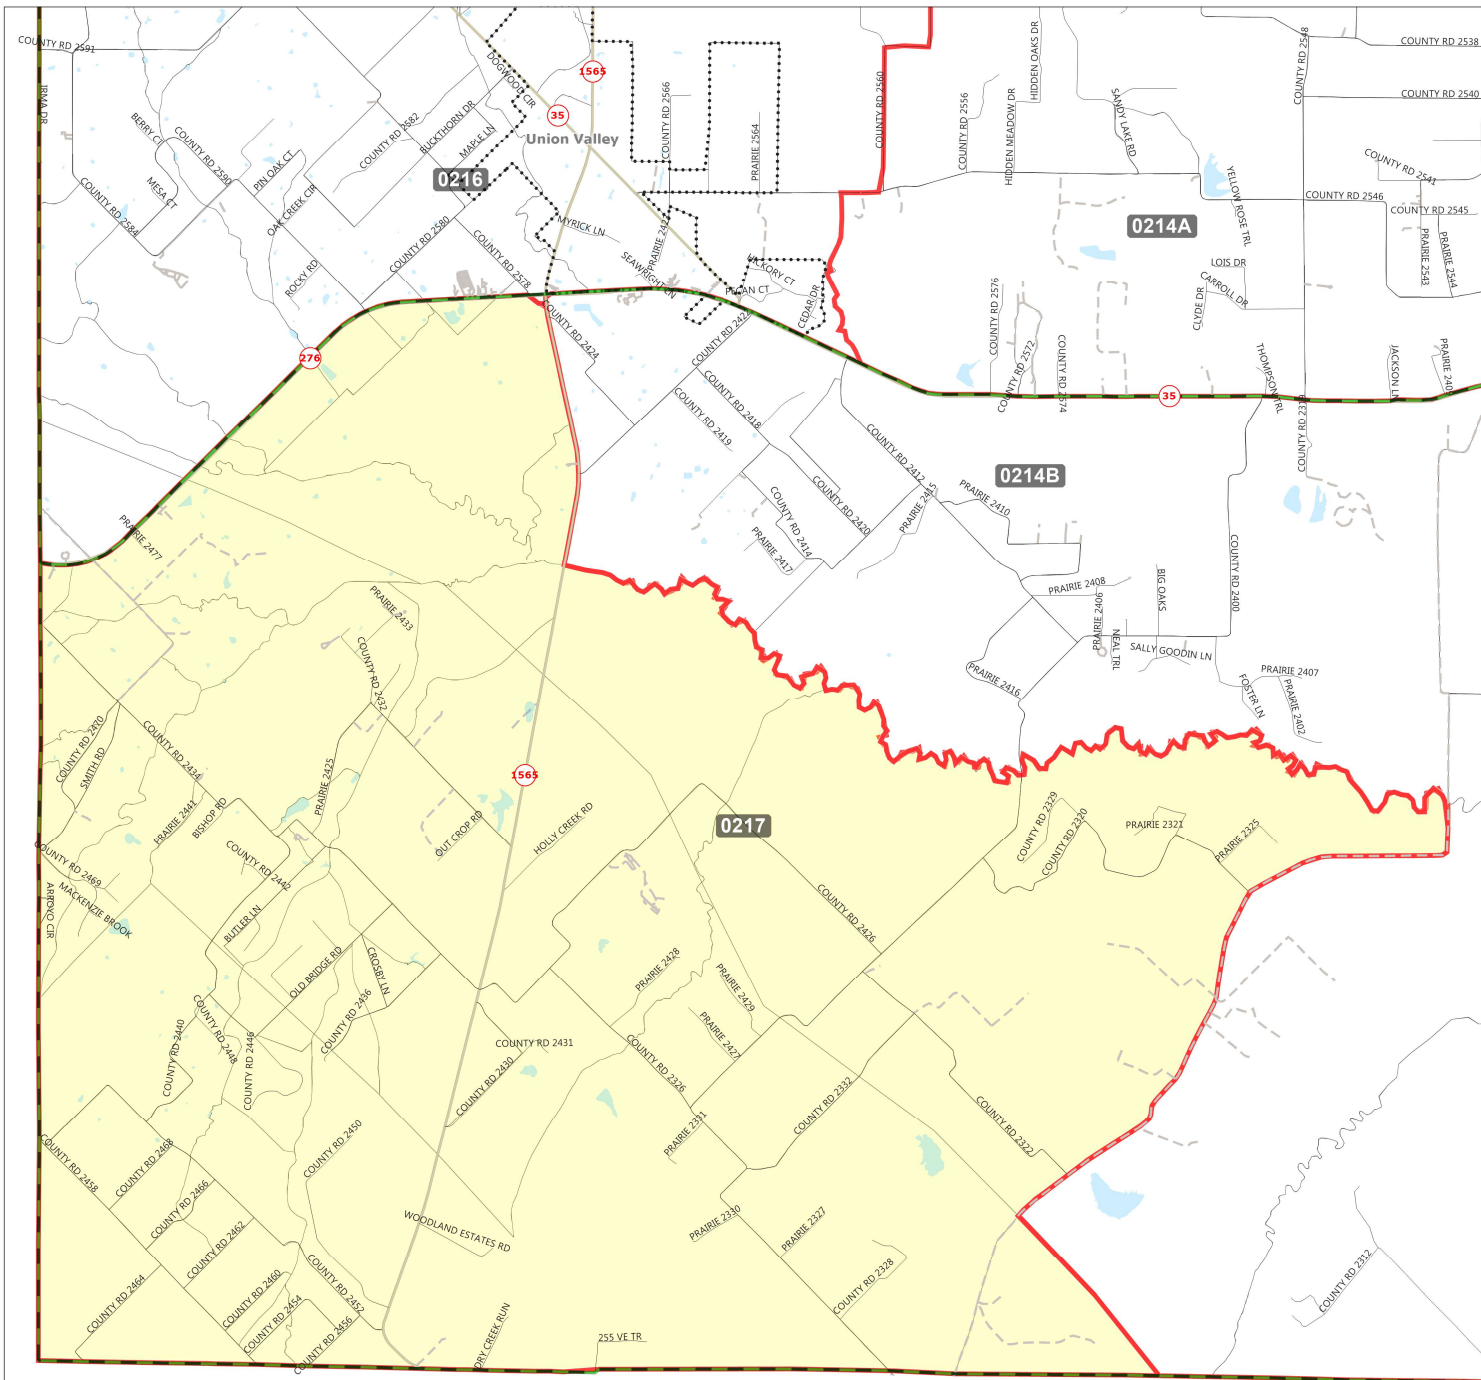 COUNTY RD 2591
IRMA DR
BERRY CT
COUNTY RD 2590
MESA CT
COUNTY RD 2584
PIN OAK CT
OAK CREEK CIR
ROCKY RD
COUNTY RD 2582
BUCKTHORN DR
MAPLE LN
DOGWOOD CIR
1565
35
Union Valley
0216
COUNTY RD 2580
COUNTY RD 2578
MYRICK LN
SEAWRIGHT LN
COUNTY RD 2566
PRAIRIE 2564
HICKORY CT
PECAN CT
CEDAR DR
COUNTY RD 2560
COUNTY RD 2556
HIDDEN MEADOW DR
HIDDEN OAKS DR
SANDY LAKE RD
YELLOW ROSE TRL
COUNTY RD 2548
COUNTY RD 2538
COUNTY RD 2540
COUNTY RD 2541
COUNTY RD 2546
COUNTY RD 2545
PRAIRIE 2543
PRAIRIE 2544
0214A
LOIS DR
CARROLL DR
CLYDE DR
COUNTY RD 2576
COUNTY RD 2572
COUNTY RD 2574
THOMPSON TRL
JACKSON LN
35
276
COUNTY RD 2424
COUNTY RD 2418
COUNTY RD 2419
COUNTY RD 2412
COUNTY RD 2420
COUNTY RD 2414
PRAIRIE 2417
PRAIRIE 2415
PRAIRIE 2410
0214B
COUNTY RD 2400
PRAIRIE 2408
PRAIRIE 2406
BIG OAKS
NEAL TRL
SALLY GOODIN LN
PRAIRIE 2407
FOSTER LN
PRAIRIE 2402
PRAIRIE 2416
PRAIRIE 2477
PRAIRIE 2433
COUNTY RD 2432
COUNTY RD 2470
SMITH RD
COUNTY RD 2434
PRAIRIE 2425
PRAIRIE 2441
BISHOP RD
1565
OUT CROP RD
HOLLY CREEK RD
0217
COUNTY RD 2329
COUNTY RD 2320
PRAIRIE 2321
PRAIRIE 2325
COUNTY RD 2469
COUNTY RD 2442
MACKENZIE BROOK
ARROYO CIR
BUTLER LN
OLD BRIDGE RD
CROSBY LN
COUNTY RD 2436
COUNTY RD 2426
PRAIRIE 2428
PRAIRIE 2429
PRAIRIE 2427
COUNTY RD 2440
COUNTY RD 2448
COUNTY RD 2446
COUNTY RD 2431
COUNTY RD 2430
COUNTY RD 2326
COUNTY RD 2332
COUNTY RD 2322
PRAIRIE 2331
COUNTY RD 2450
COUNTY RD 2458
COUNTY RD 2468
COUNTY RD 2466
COUNTY RD 2462
WOODLAND ESTATES RD
PRAIRIE 2330
PRAIRIE 2327
COUNTY RD 2328
COUNTY RD 2312
COUNTY RD 2464
COUNTY RD 2460
COUNTY RD 2454
COUNTY RD 2452
COUNTY RD 2456
DRY CREEK RUN
255 VE TR